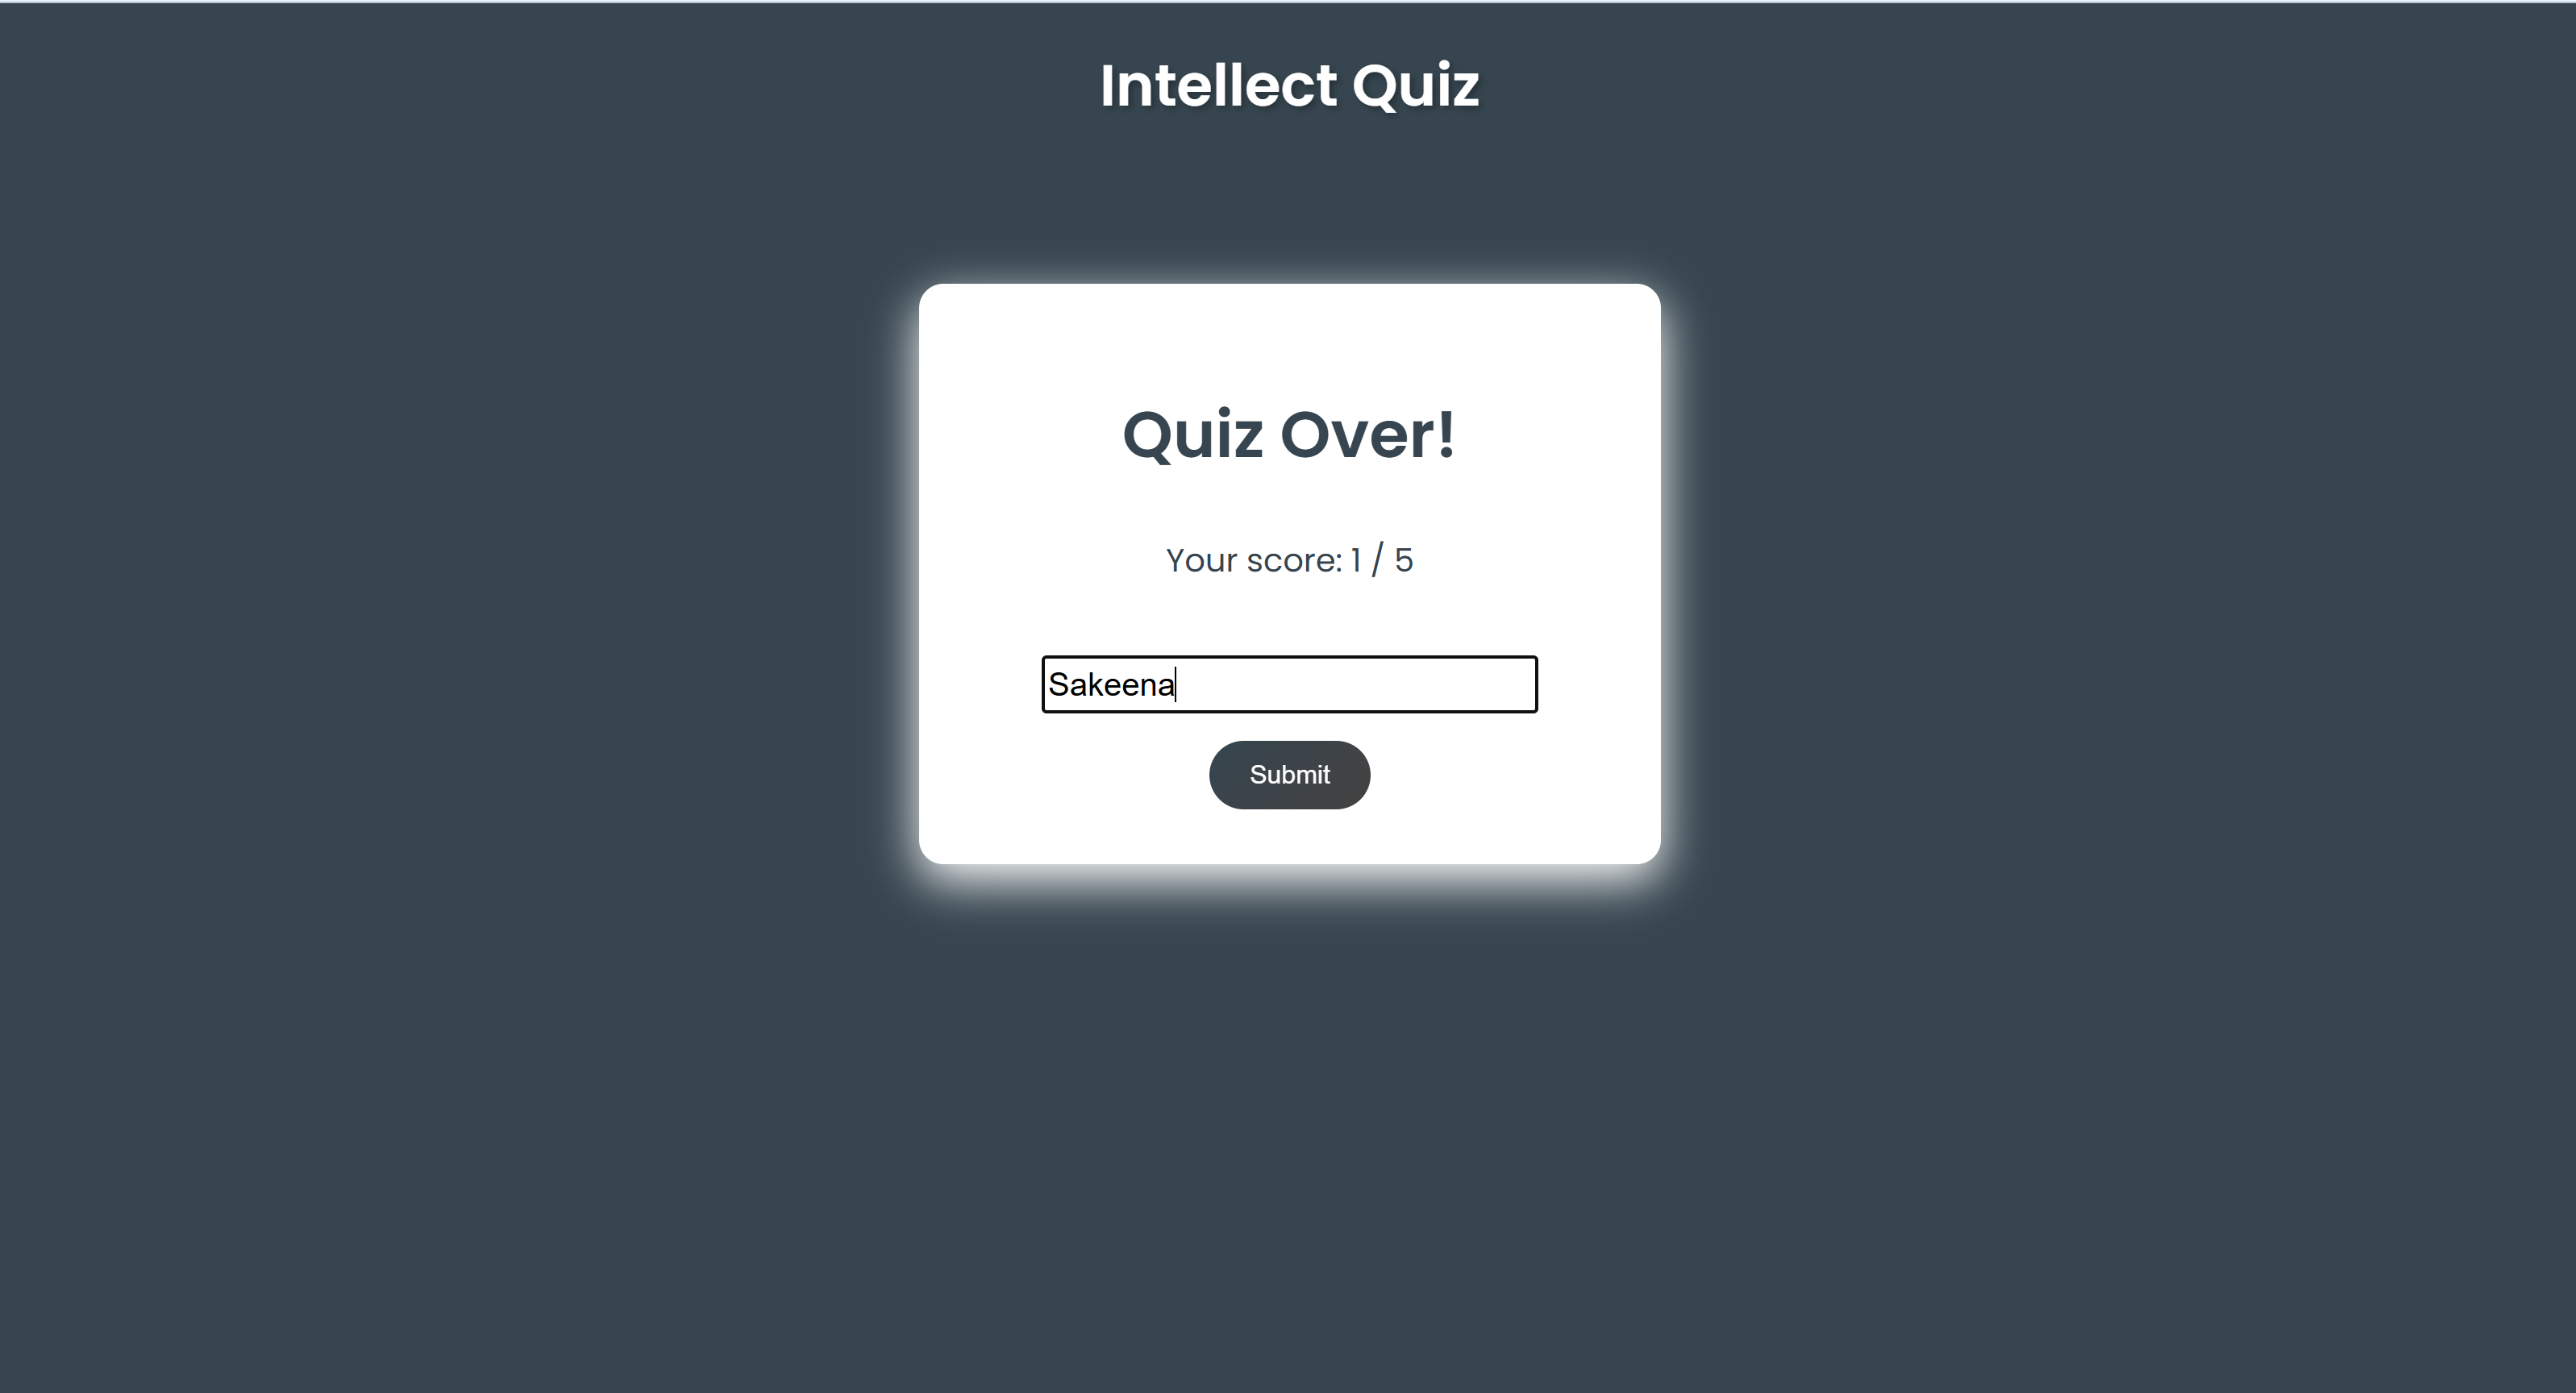 Intellect Quiz
Quiz Over!
Your score: 1 / 5
Sakeena
Submit